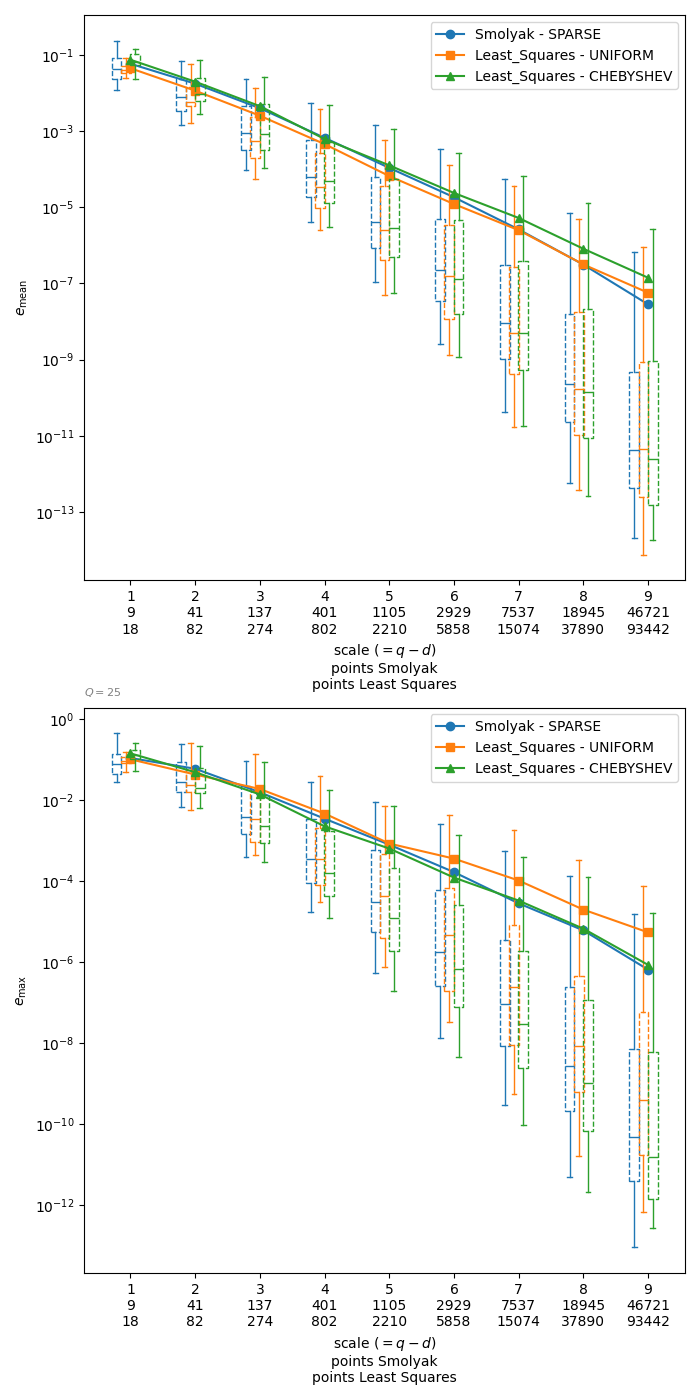 Smolyak - SPARSE
Least_Squares - UNIFORM
Least_Squares - CHEBYSHEV
10⁻¹
10⁻³
10⁻⁵
10⁻⁷
10⁻⁹
10⁻¹¹
10⁻¹³
e_mean
1 2 3 4 5 6 7 8 9
9 41 137 401 1105 2929 7537 18945 46721
18 82 274 802 2210 5858 15074 37890 93442
scale (= q − d)
points Smolyak
points Least Squares
Q = 25
Smolyak - SPARSE
Least_Squares - UNIFORM
Least_Squares - CHEBYSHEV
10⁰
10⁻²
10⁻⁴
10⁻⁶
10⁻⁸
10⁻¹⁰
10⁻¹²
e_max
1 2 3 4 5 6 7 8 9
9 41 137 401 1105 2929 7537 18945 46721
18 82 274 802 2210 5858 15074 37890 93442
scale (= q − d)
points Smolyak
points Least Squares